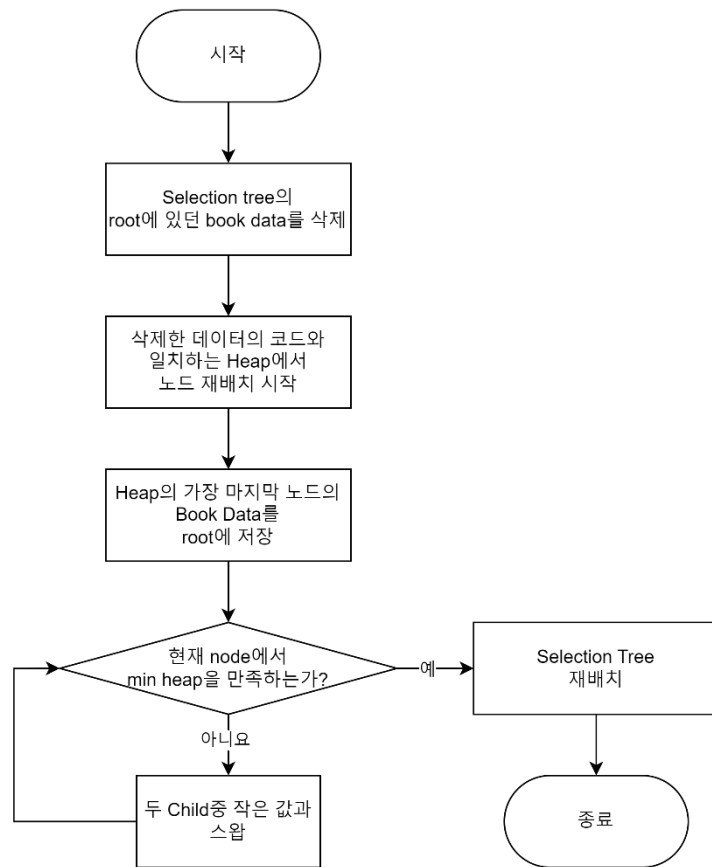 시작
Selection tree의
root에 있던 book data를 삭제
삭제한 데이터의 코드와
일치하는 Heap에서
노드 재배치 시작
Heap의 가장 마지막 노드의
Book Data를
root에 저장
현재 node에서
min heap을 만족하는가?
예
Selection Tree
재배치
아니요
두 Child중 작은 값과
스왑
종료